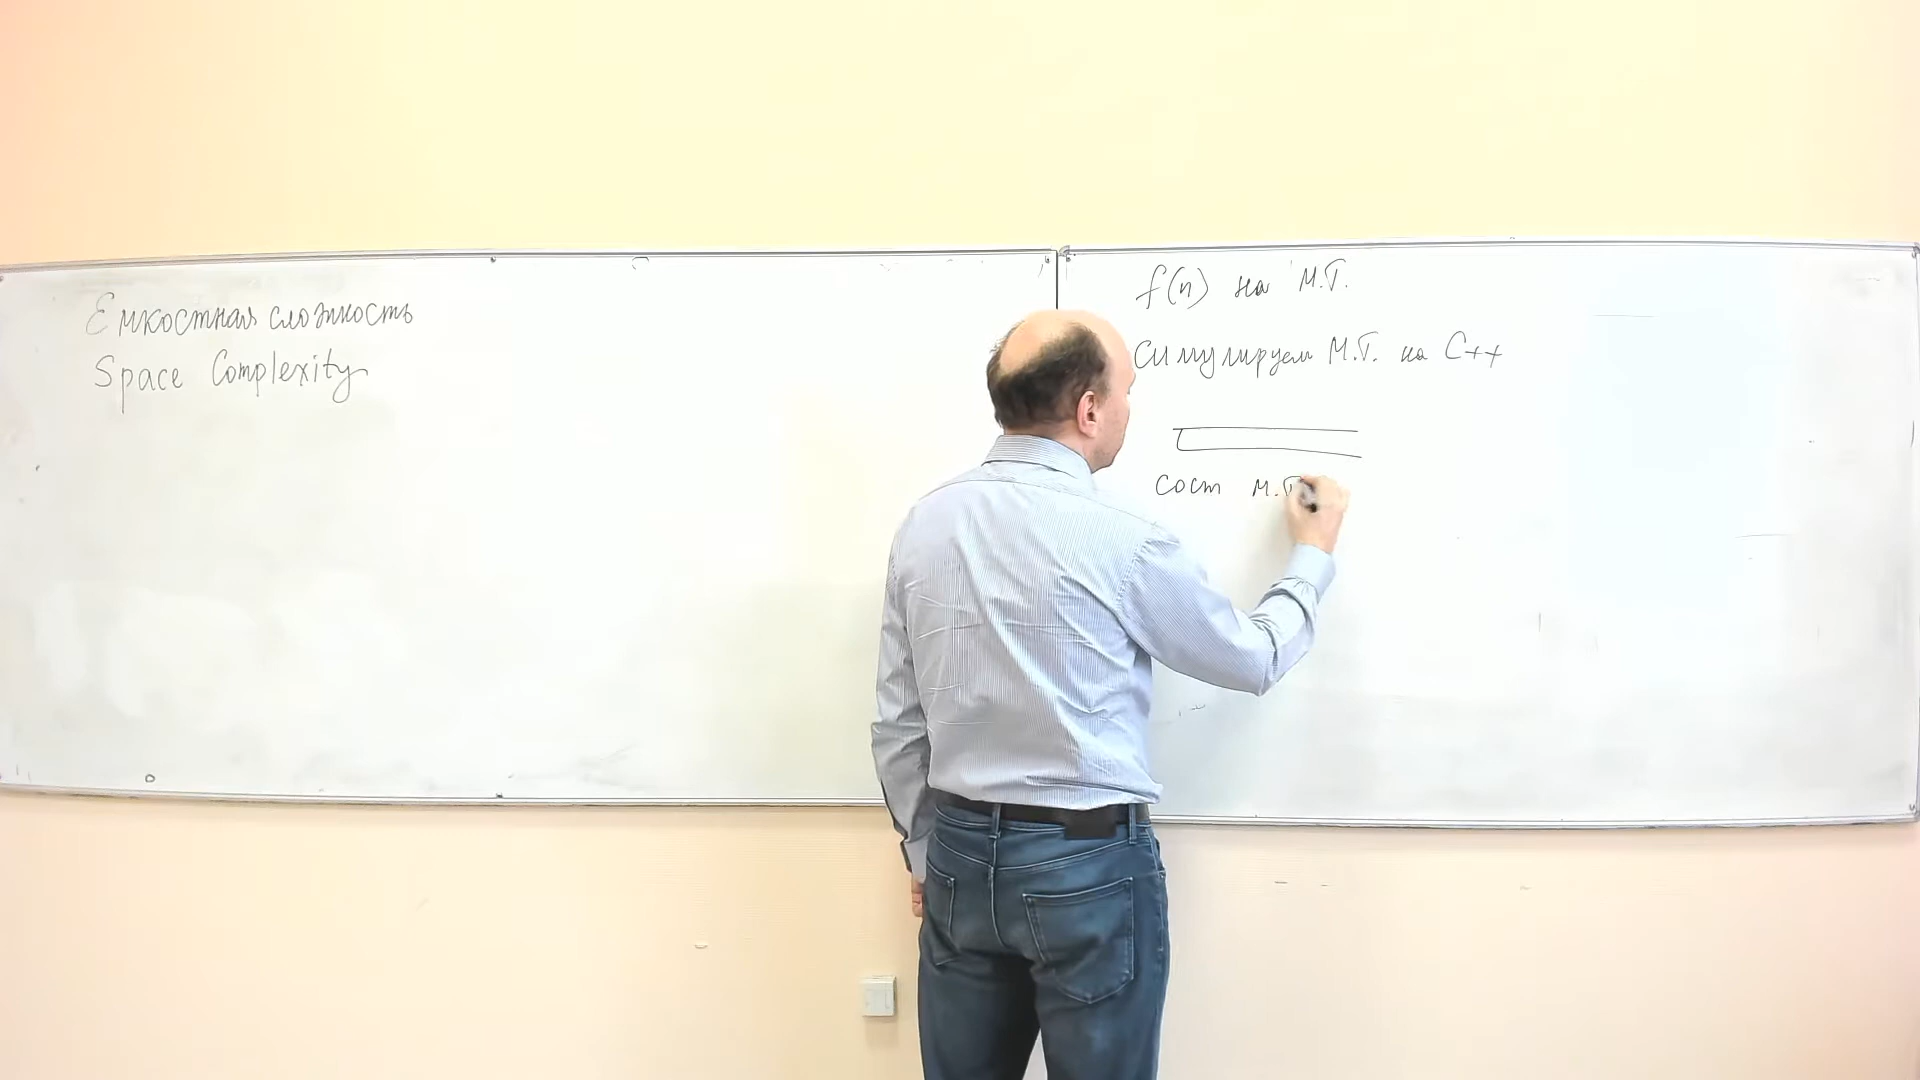 Емкостная сложность
Space Complexity
f(n) на М.Т.
симулируем М.Т. на C++
сост М.Т.